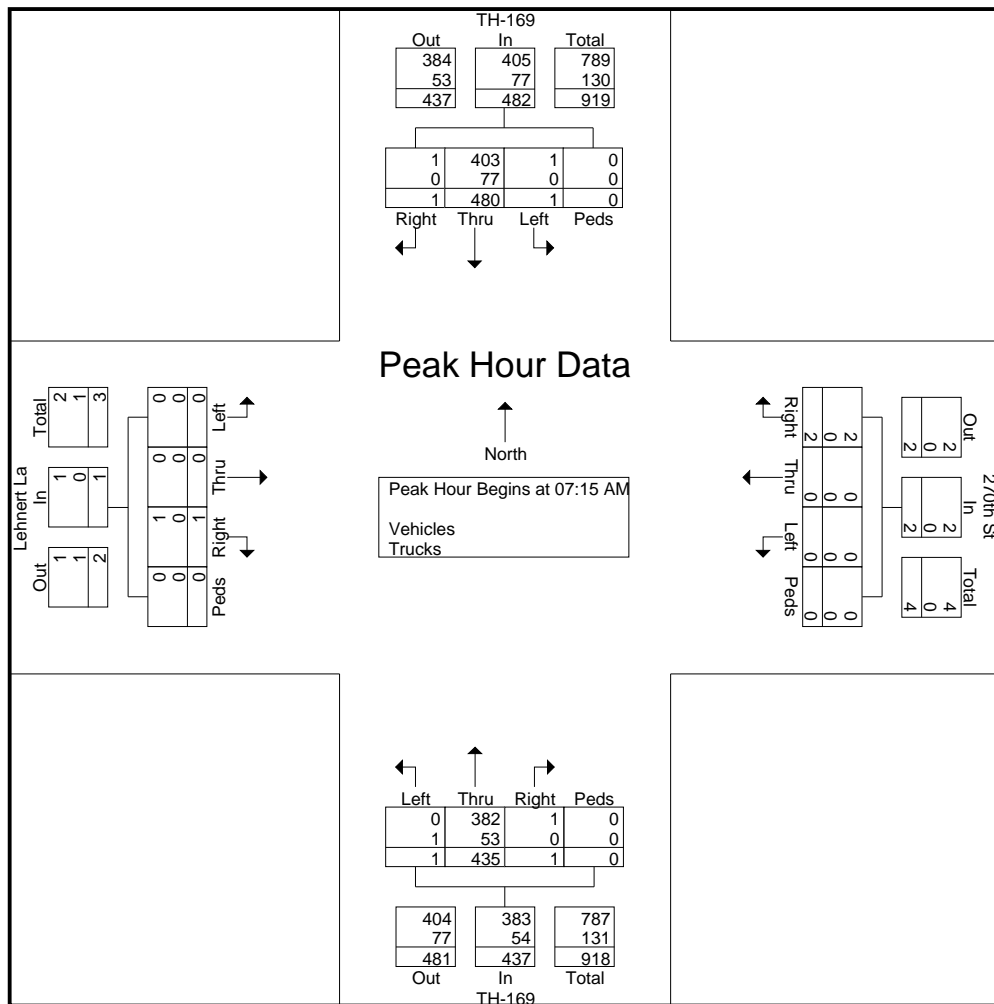 TH-169
Out In Total
384 405 789
53 77 130
437 482 919
1 403 1 0
0 77 0 0
1 480 1 0
Right Thru Left Peds
Peak Hour Data
North
Peak Hour Begins at 07:15 AM
Vehicles
Trucks
Lehnert La
Out In Total
1 1 2
1 0 1
2 1 3
Left Thru Right Peds
0 0 1 0
0 0 0 0
0 0 1 0
270th St
Out In Total
2 2 4
0 0 0
2 2 4
Right Thru Left Peds
2 0 0 0
0 0 0 0
2 0 0 0
Left Thru Right Peds
0 382 1 0
1 53 0 0
1 435 1 0
404 383 787
77 54 131
481 437 918
Out In Total
TH-169